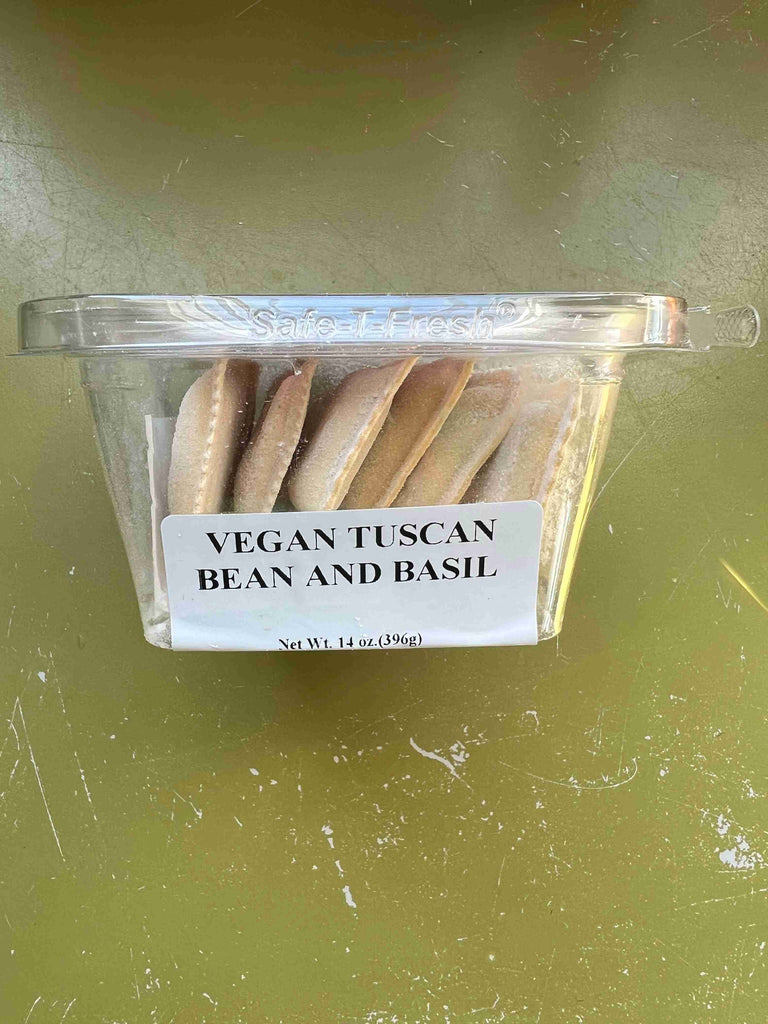 Safe-T-Fresh®
VEGAN TUSCAN
BEAN AND BASIL
Net Wt. 14 oz.(396g)